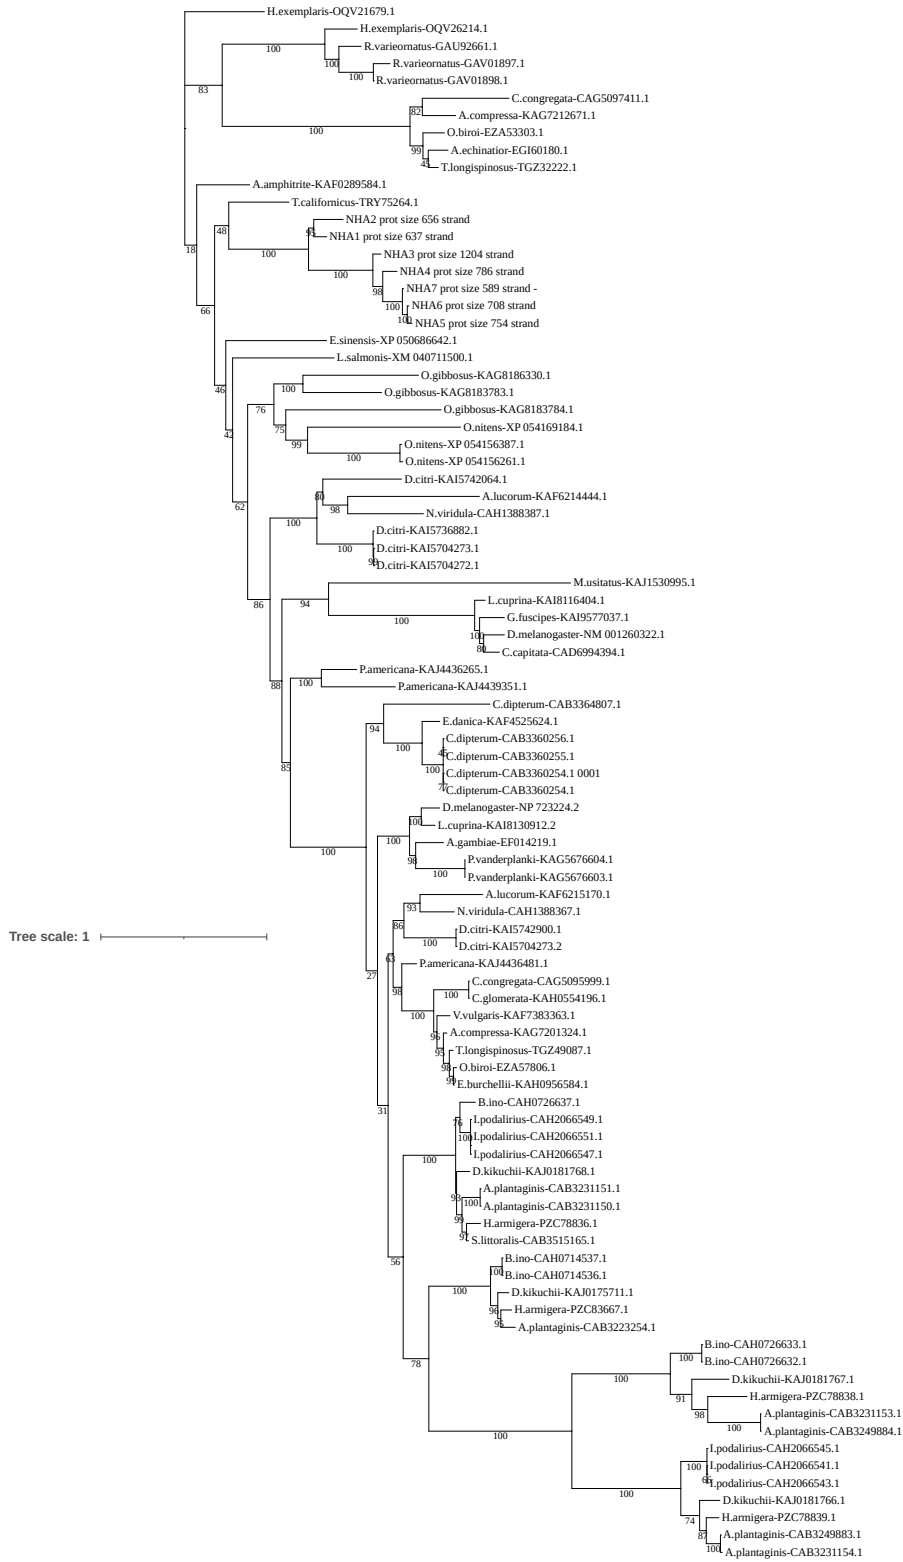 H.exemplaris-OQV21679.1
H.exemplaris-OQV26214.1
100
R.varieornatus-GAU92661.1
100
R.varieornatus-GAV01897.1
100
R.varieornatus-GAV01898.1
83
C.congregata-CAG5097411.1
82
A.compressa-KAG7212671.1
100
O.biroi-EZA53303.1
99
A.echinatior-EGI60180.1
45
T.longispinosus-TGZ32222.1
A.amphitrite-KAF0289584.1
T.californicus-TRY75264.1
NHA2 prot size 656 strand
48
95
NHA1 prot size 637 strand
18
100
NHA3 prot size 1204 strand
100
NHA4 prot size 786 strand
98
NHA7 prot size 589 strand -
100
NHA6 prot size 708 strand
66
100
NHA5 prot size 754 strand
E.sinensis-XP 050686642.1
L.salmonis-XM 040711500.1
O.gibbosus-KAG8186330.1
46
100
O.gibbosus-KAG8183783.1
76
O.gibbosus-KAG8183784.1
75
O.nitens-XP 054169184.1
42
99
O.nitens-XP 054156387.1
100
O.nitens-XP 054156261.1
D.citri-KAI5742064.1
80
A.lucorum-KAF6214444.1
62
98
N.viridula-CAH1388387.1
100
D.citri-KAI5736882.1
100
D.citri-KAI5704273.1
99
D.citri-KAI5704272.1
M.usitatus-KAJ1530995.1
86
94
L.cuprina-KAI8116404.1
100
G.fuscipes-KAI9577037.1
100
D.melanogaster-NM 001260322.1
80
C.capitata-CAD6994394.1
P.americana-KAJ4436265.1
88
100
P.americana-KAJ4439351.1
C.dipterum-CAB3364807.1
94
E.danica-KAF4525624.1
100
C.dipterum-CAB3360256.1
45
C.dipterum-CAB3360255.1
85
100
C.dipterum-CAB3360254.1 0001
77
C.dipterum-CAB3360254.1
D.melanogaster-NP 723224.2
100
L.cuprina-KAI8130912.2
100
A.gambiae-EF014219.1
100
98
P.vanderplanki-KAG5676604.1
100
P.vanderplanki-KAG5676603.1
A.lucorum-KAF6215170.1
93
N.viridula-CAH1388367.1
86
D.citri-KAI5742900.1
Tree scale: 1
100
D.citri-KAI5704273.2
63
P.americana-KAJ4436481.1
27
98
C.congregata-CAG5095999.1
100
C.glomerata-KAH0554196.1
100
V.vulgaris-KAF7383363.1
96
A.compressa-KAG7201324.1
95
T.longispinosus-TGZ49087.1
98
O.biroi-EZA57806.1
99
E.burchellii-KAH0956584.1
31
B.ino-CAH0726637.1
76
I.podalirius-CAH2066549.1
100
I.podalirius-CAH2066551.1
100
I.podalirius-CAH2066547.1
D.kikuchii-KAJ0181768.1
93
A.plantaginis-CAB3231151.1
100
A.plantaginis-CAB3231150.1
99
H.armigera-PZC78836.1
S.littoralis-CAB3515165.1
56
B.ino-CAH0714537.1
100
B.ino-CAH0714536.1
100
D.kikuchii-KAJ0175711.1
96
H.armigera-PZC83667.1
95
A.plantaginis-CAB3223254.1
78
B.ino-CAH0726633.1
100
B.ino-CAH0726632.1
100
D.kikuchii-KAJ0181767.1
91
H.armigera-PZC78838.1
98
A.plantaginis-CAB3231153.1
100
A.plantaginis-CAB3249884.1
100
I.podalirius-CAH2066545.1
100
I.podalirius-CAH2066541.1
I.podalirius-CAH2066543.1
100
D.kikuchii-KAJ0181766.1
74
H.armigera-PZC78839.1
87
A.plantaginis-CAB3249883.1
100
A.plantaginis-CAB3231154.1